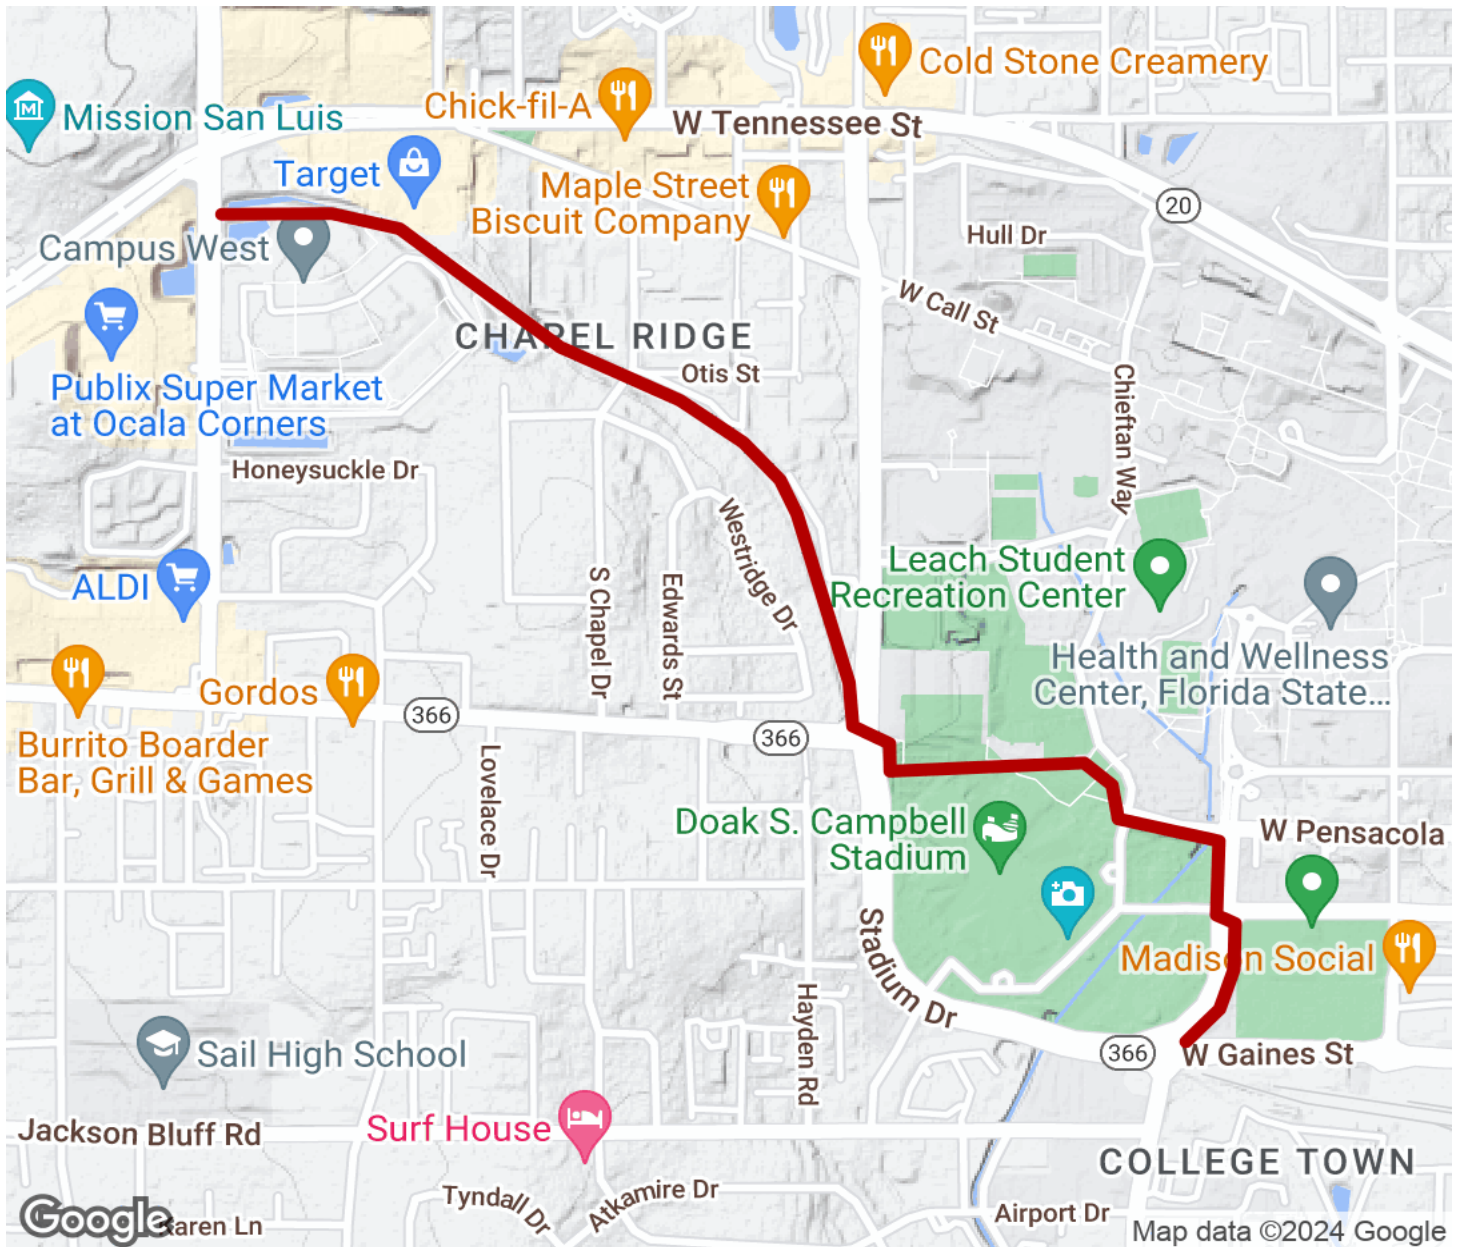 Cold Stone Creamery
Chick-fil-A
Mission San Luis
W Tennessee St
Target
Maple Street
Biscuit Company
20
Hull Dr
Campus West
W Call St
CHAPEL RIDGE
Otis St
Publix Super Market
at Ocala Corners
Chieftan Way
Honeysuckle Dr
Westridge Dr
Leach Student
Recreation Center
ALDI
S Chapel Dr
Edwards St
Health and Wellness
Center, Florida State...
Gordos
366
366
Burrito Boarder
Bar, Grill & Games
Lovelace Dr
Doak S. Campbell
Stadium
W Pensacola
Stadium Dr
Madison Social
Hayden Rd
Sail High School
366
W Gaines St
Surf House
Jackson Bluff Rd
COLLEGE TOWN
Tyndall Dr
Atkamire Dr
Airport Dr
Google
Karen Ln
Map data ©2024 Google